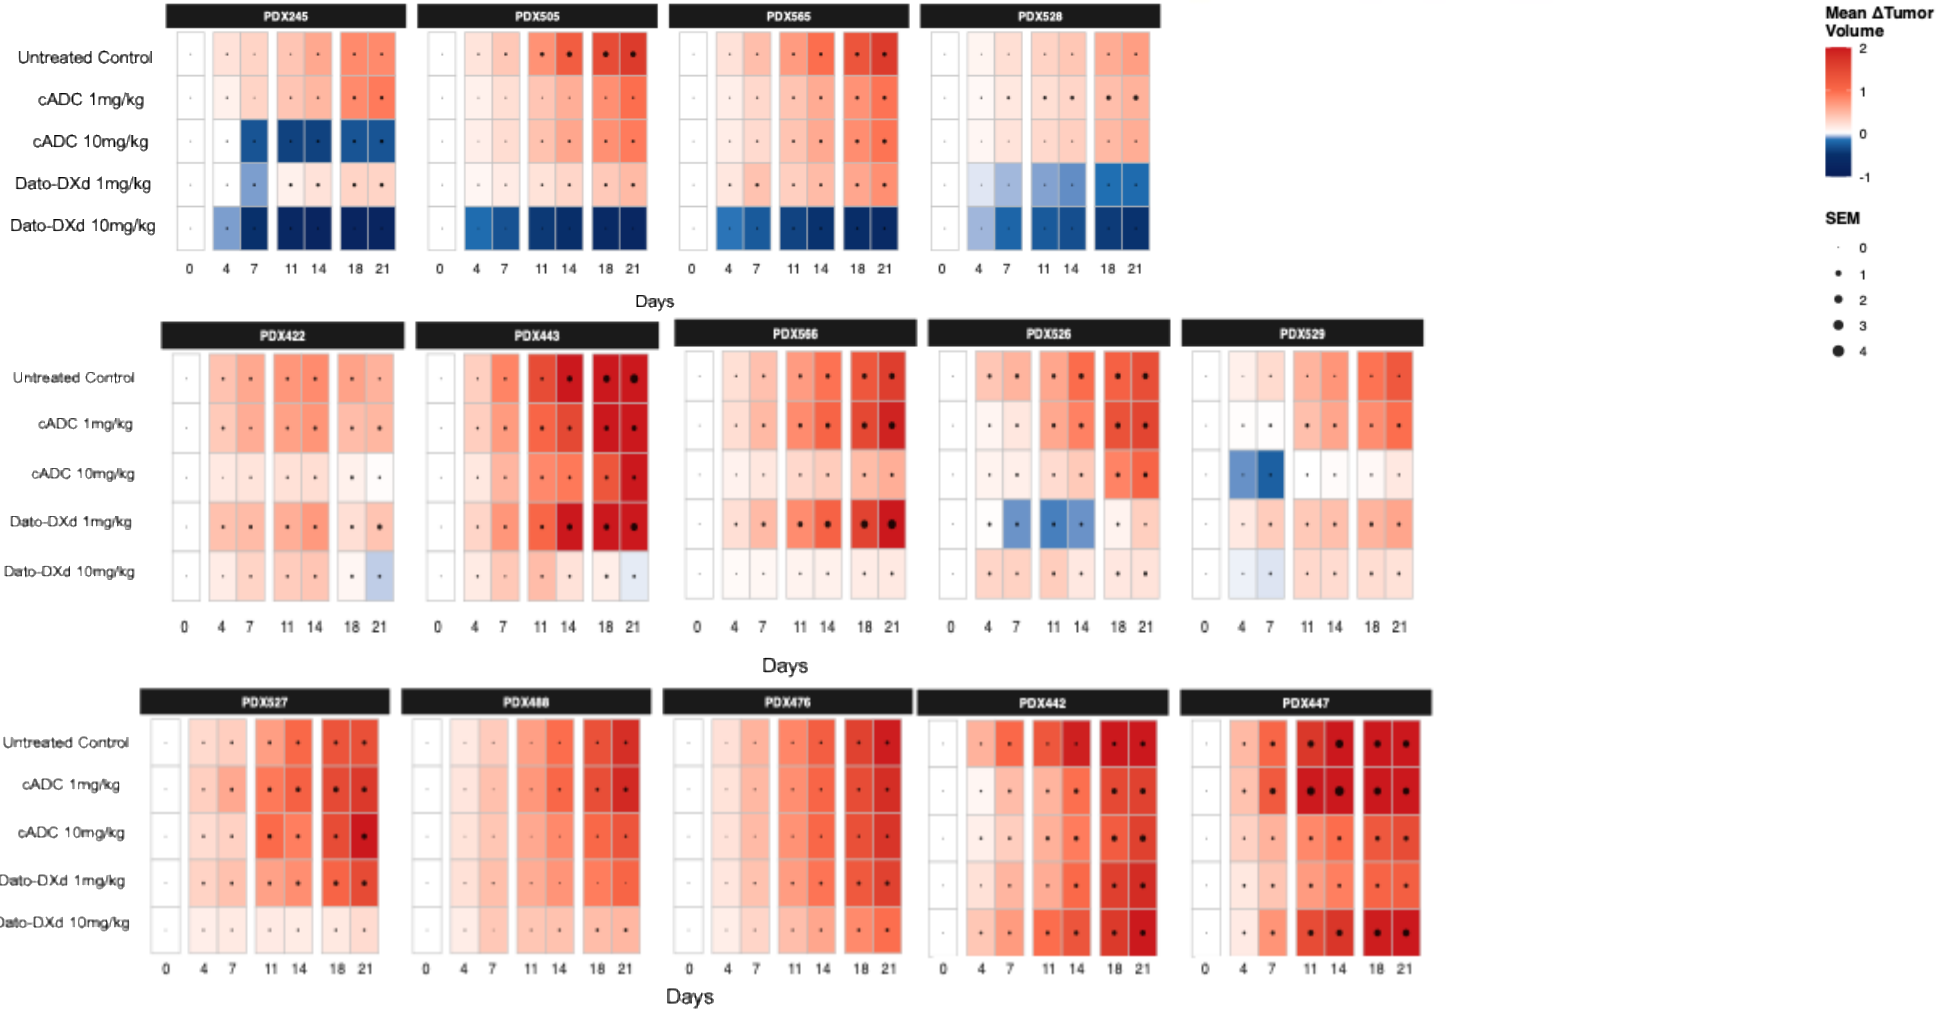 PDX245 PDX505 PDX565 PDX528
Mean ΔTumor
Volume
2
1
0
-1
Untreated Control
cADC 1mg/kg
cADC 10mg/kg
Dato-DXd 1mg/kg
Dato-DXd 10mg/kg
SEM
0
1
2
3
4
0 4 7 11 14 18 21 0 4 7 11 14 18 21 0 4 7 11 14 18 21 0 4 7 11 14 18 21
Days
PDX422 PDX443 PDX566 PDX526 PDX529
Untreated Control
cADC 1mg/kg
cADC 10mg/kg
Dato-DXd 1mg/kg
Dato-DXd 10mg/kg
0 4 7 11 14 18 21 0 4 7 11 14 18 21 0 4 7 11 14 18 21 0 4 7 11 14 18 21 0 4 7 11 14 18 21
Days
PDX527 PDX488 PDX476 PDX442 PDX447
Untreated Control
cADC 1mg/kg
cADC 10mg/kg
Dato-DXd 1mg/kg
Dato-DXd 10mg/kg
0 4 7 11 14 18 21 0 4 7 11 14 18 21 0 4 7 11 14 18 21 0 4 7 11 14 18 21 0 4 7 11 14 18 21
Days